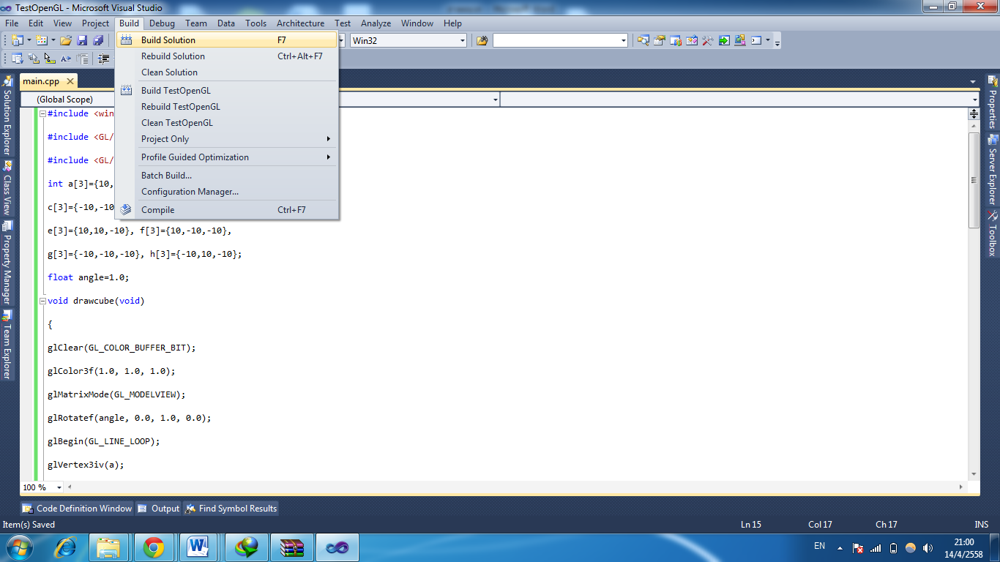 TestOpenGL - Microsoft Visual Studio
File Edit View Project Build Debug Team Data Tools Architecture Test Analyze Window Help
Build Solution F7
Win32
Rebuild Solution Ctrl+Alt+F7
Clean Solution
Build TestOpenGL
Rebuild TestOpenGL
Clean TestOpenGL
Project Only
Profile Guided Optimization
Batch Build...
Configuration Manager...
Compile Ctrl+F7
main.cpp
(Global Scope)
#include <win
#include <GL/
#include <GL/
int a[3]={10,
c[3]={-10,-10
e[3]={10,10,-10}, f[3]={10,-10,-10},
g[3]={-10,-10,-10}, h[3]={-10,10,-10};
float angle=1.0;
void drawcube(void)
{
glClear(GL_COLOR_BUFFER_BIT);
glColor3f(1.0, 1.0, 1.0);
glMatrixMode(GL_MODELVIEW);
glRotatef(angle, 0.0, 1.0, 0.0);
glBegin(GL_LINE_LOOP);
glVertex3iv(a);
Solution Explorer
Class View
Property Manager
Team Explorer
Properties
Server Explorer
Toolbox
100 %
Code Definition Window Output Find Symbol Results
Item(s) Saved Ln 15 Col 17 Ch 17 INS
EN
21:00
14/4/2558